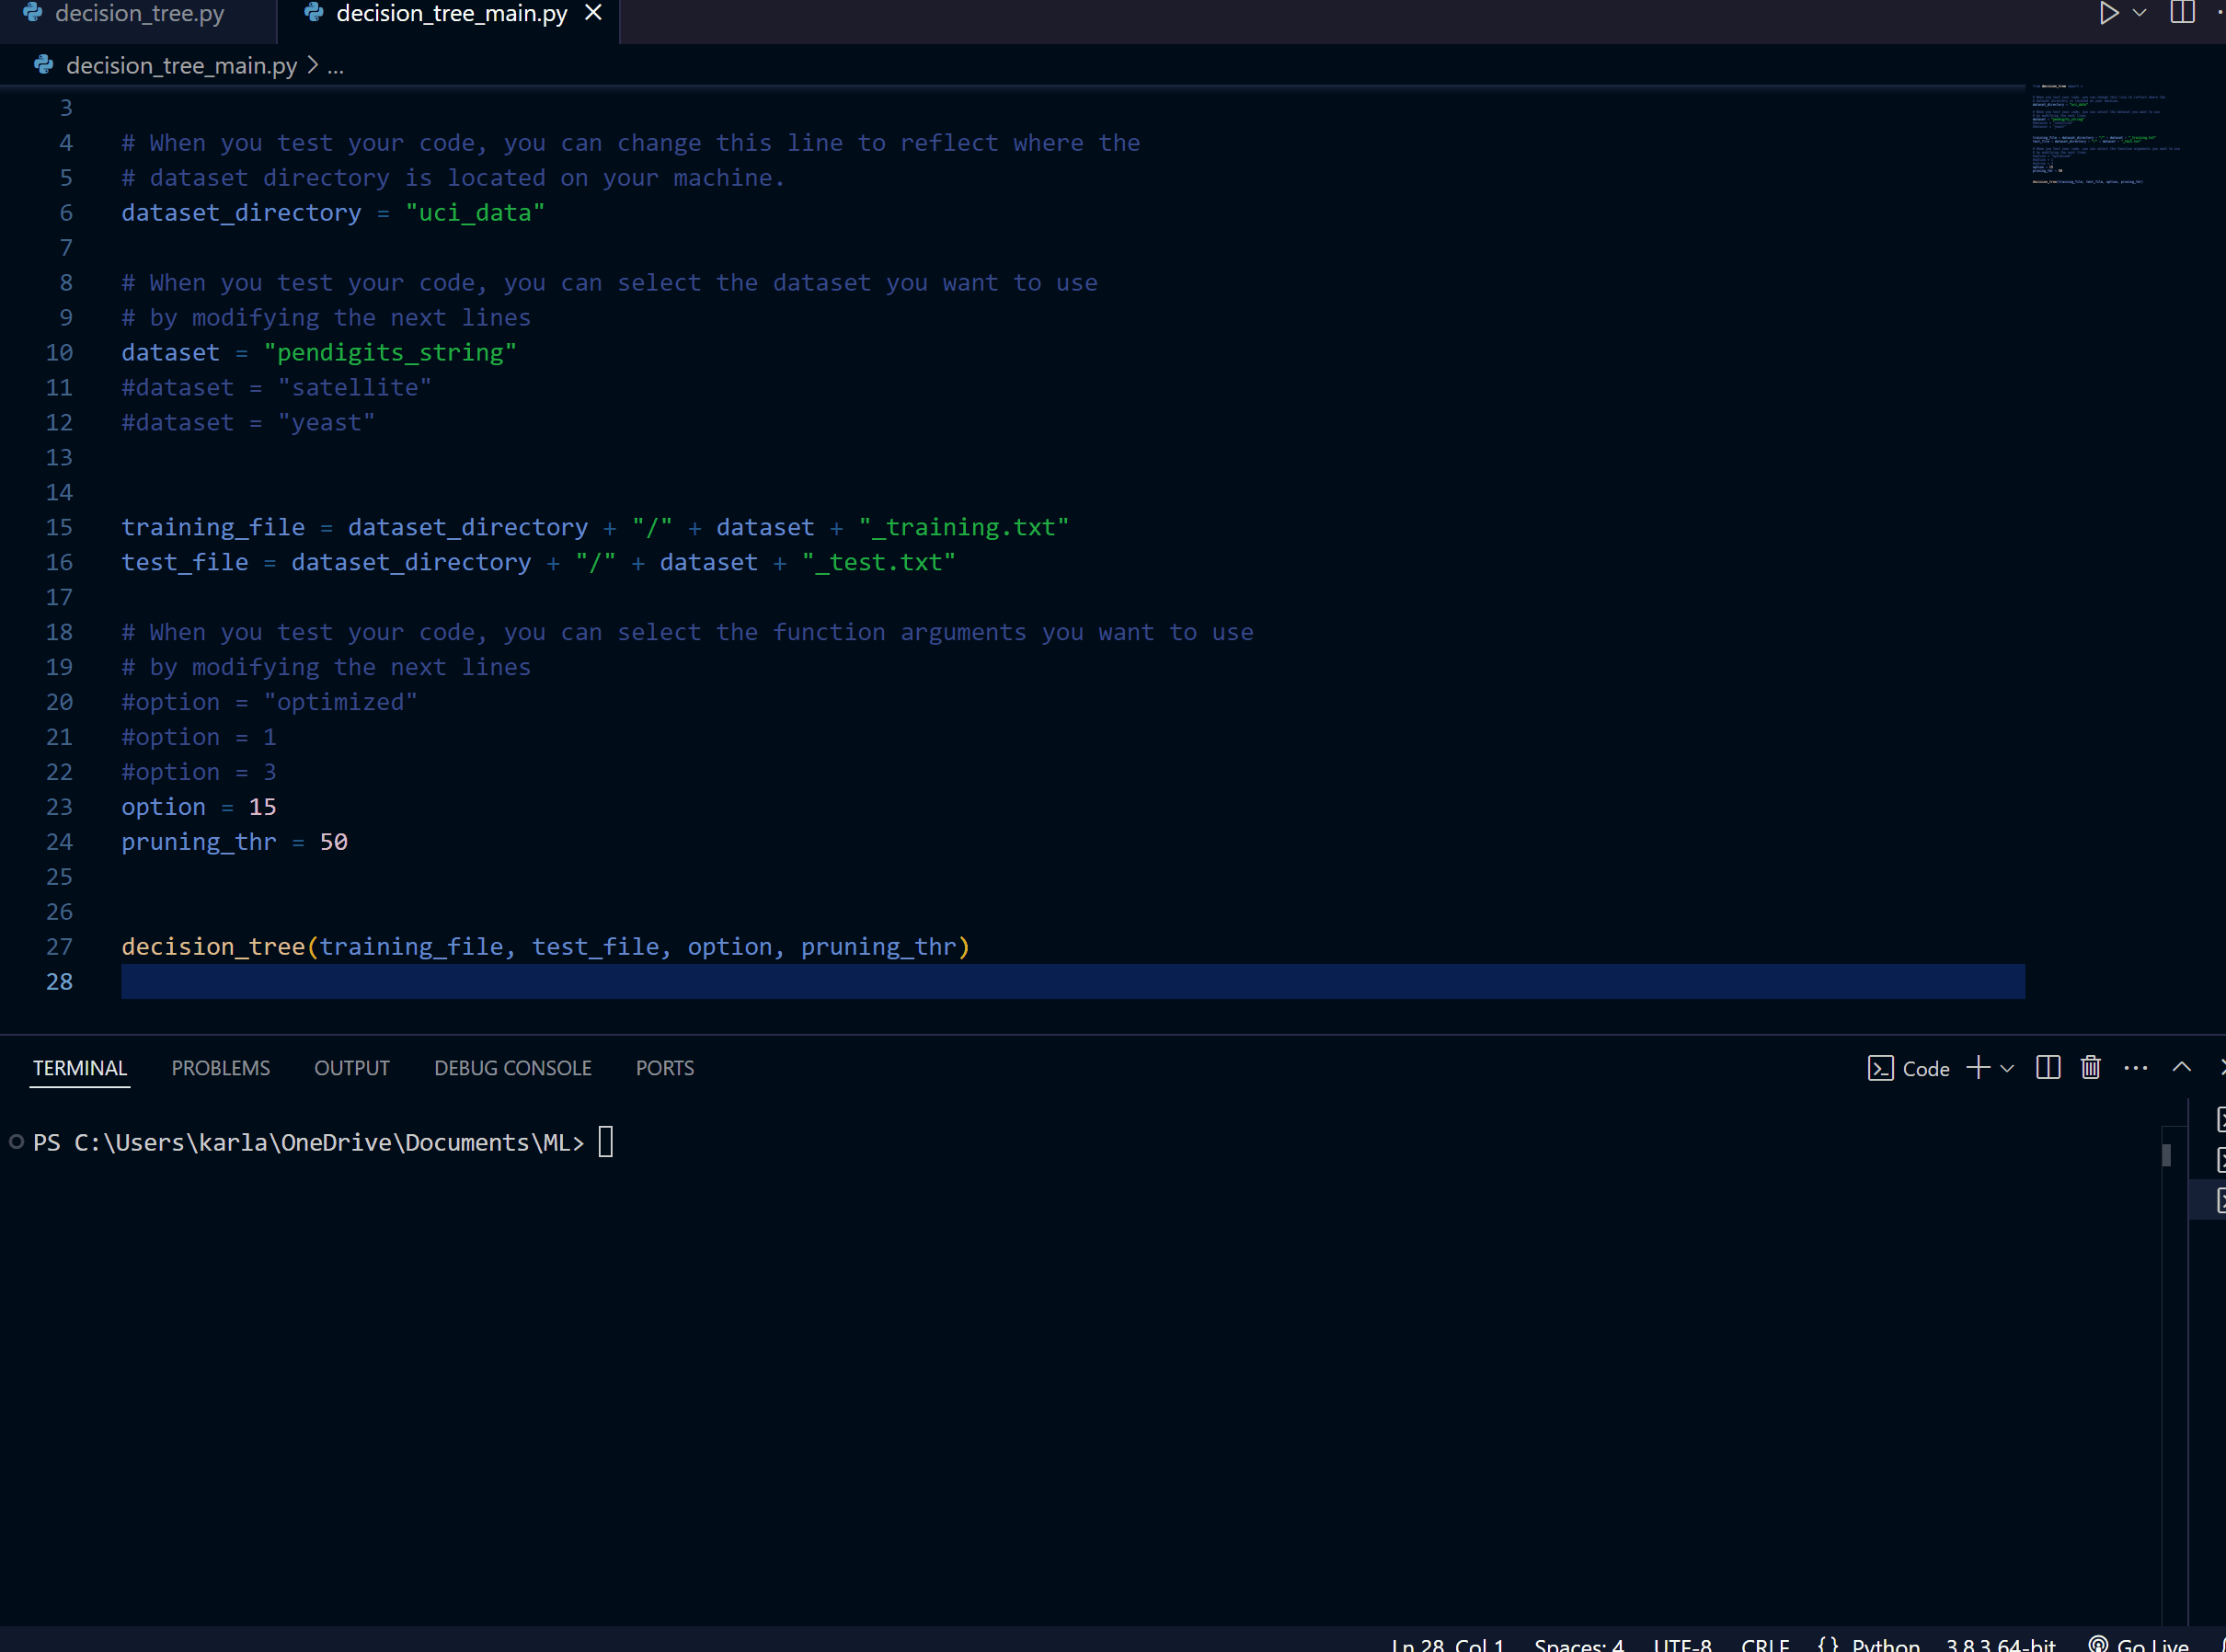 decision_tree.py
decision_tree_main.py
decision_tree_main.py > ...
3
4 # When you test your code, you can change this line to reflect where the
5 # dataset directory is located on your machine.
6 dataset_directory = "uci_data"
7
8 # When you test your code, you can select the dataset you want to use
9 # by modifying the next lines
10 dataset = "pendigits_string"
11 #dataset = "satellite"
12 #dataset = "yeast"
13
14
15 training_file = dataset_directory + "/" + dataset + "_training.txt"
16 test_file = dataset_directory + "/" + dataset + "_test.txt"
17
18 # When you test your code, you can select the function arguments you want to use
19 # by modifying the next lines
20 #option = "optimized"
21 #option = 1
22 #option = 3
23 option = 15
24 pruning_thr = 50
25
26
27 decision_tree(training_file, test_file, option, pruning_thr)
28
TERMINAL PROBLEMS OUTPUT DEBUG CONSOLE PORTS
Code
PS C:\Users\karla\OneDrive\Documents\ML>
Ln 28, Col 1 Spaces: 4 UTF-8 CRLF {} Python 3.8.3 64-bit Go Live